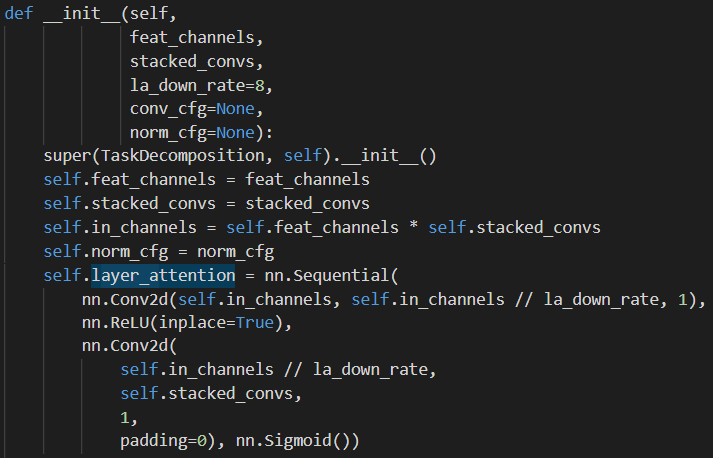 def __init__(self,
feat_channels,
stacked_convs,
la_down_rate=8,
conv_cfg=None,
norm_cfg=None):
super(TaskDecomposition, self).__init__()
self.feat_channels = feat_channels
self.stacked_convs = stacked_convs
self.in_channels = self.feat_channels * self.stacked_convs
self.norm_cfg = norm_cfg
self.layer_attention = nn.Sequential(
nn.Conv2d(self.in_channels, self.in_channels // la_down_rate, 1),
nn.ReLU(inplace=True),
nn.Conv2d(
self.in_channels // la_down_rate,
self.stacked_convs,
1,
padding=0), nn.Sigmoid())